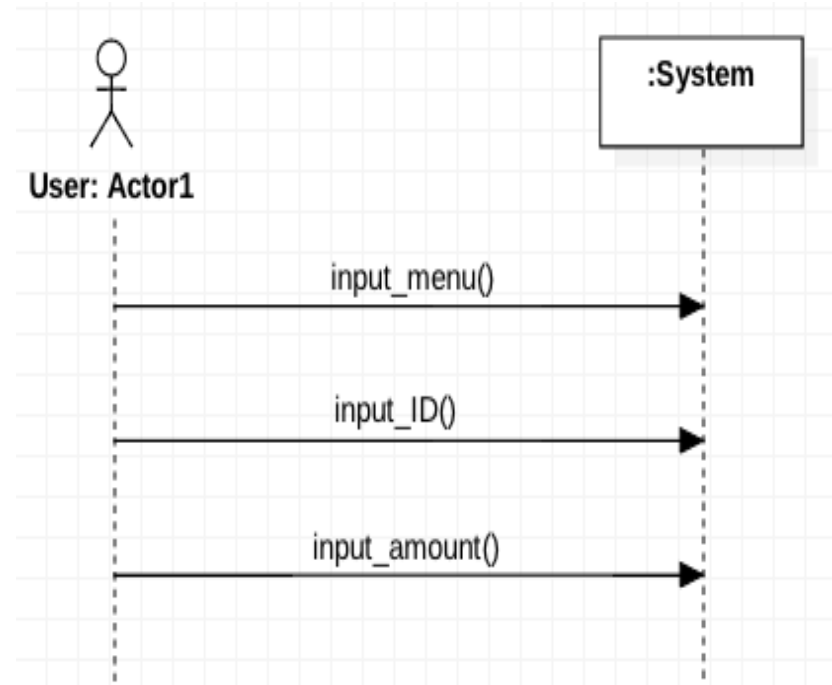 :System
User: Actor1
input_menu()
input_ID()
input_amount()